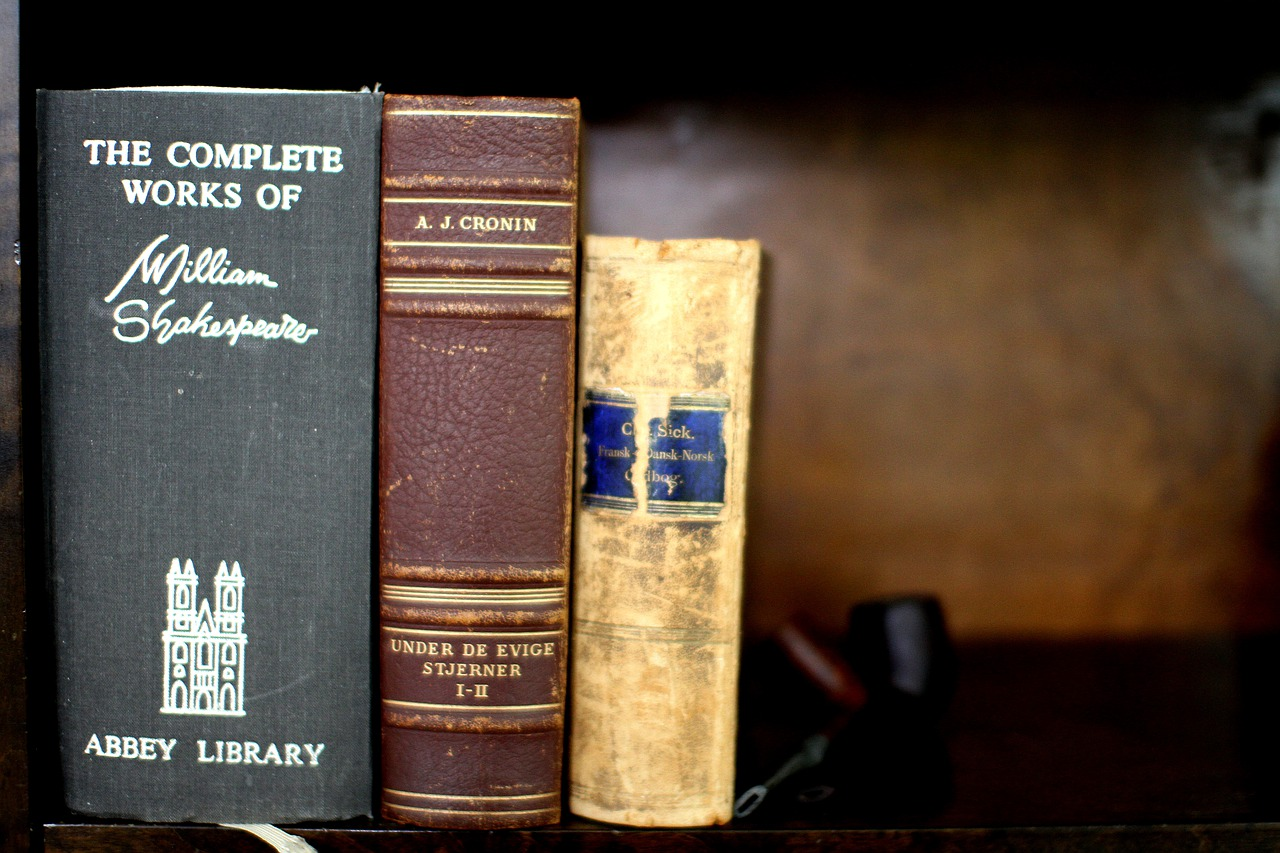 THE COMPLETE
WORKS OF
William
Shakespeare
ABBEY LIBRARY
A. J. CRONIN
UNDER DE EVIGE
STJERNER
I-II
Sick.
Fransk Dansk-Norsk